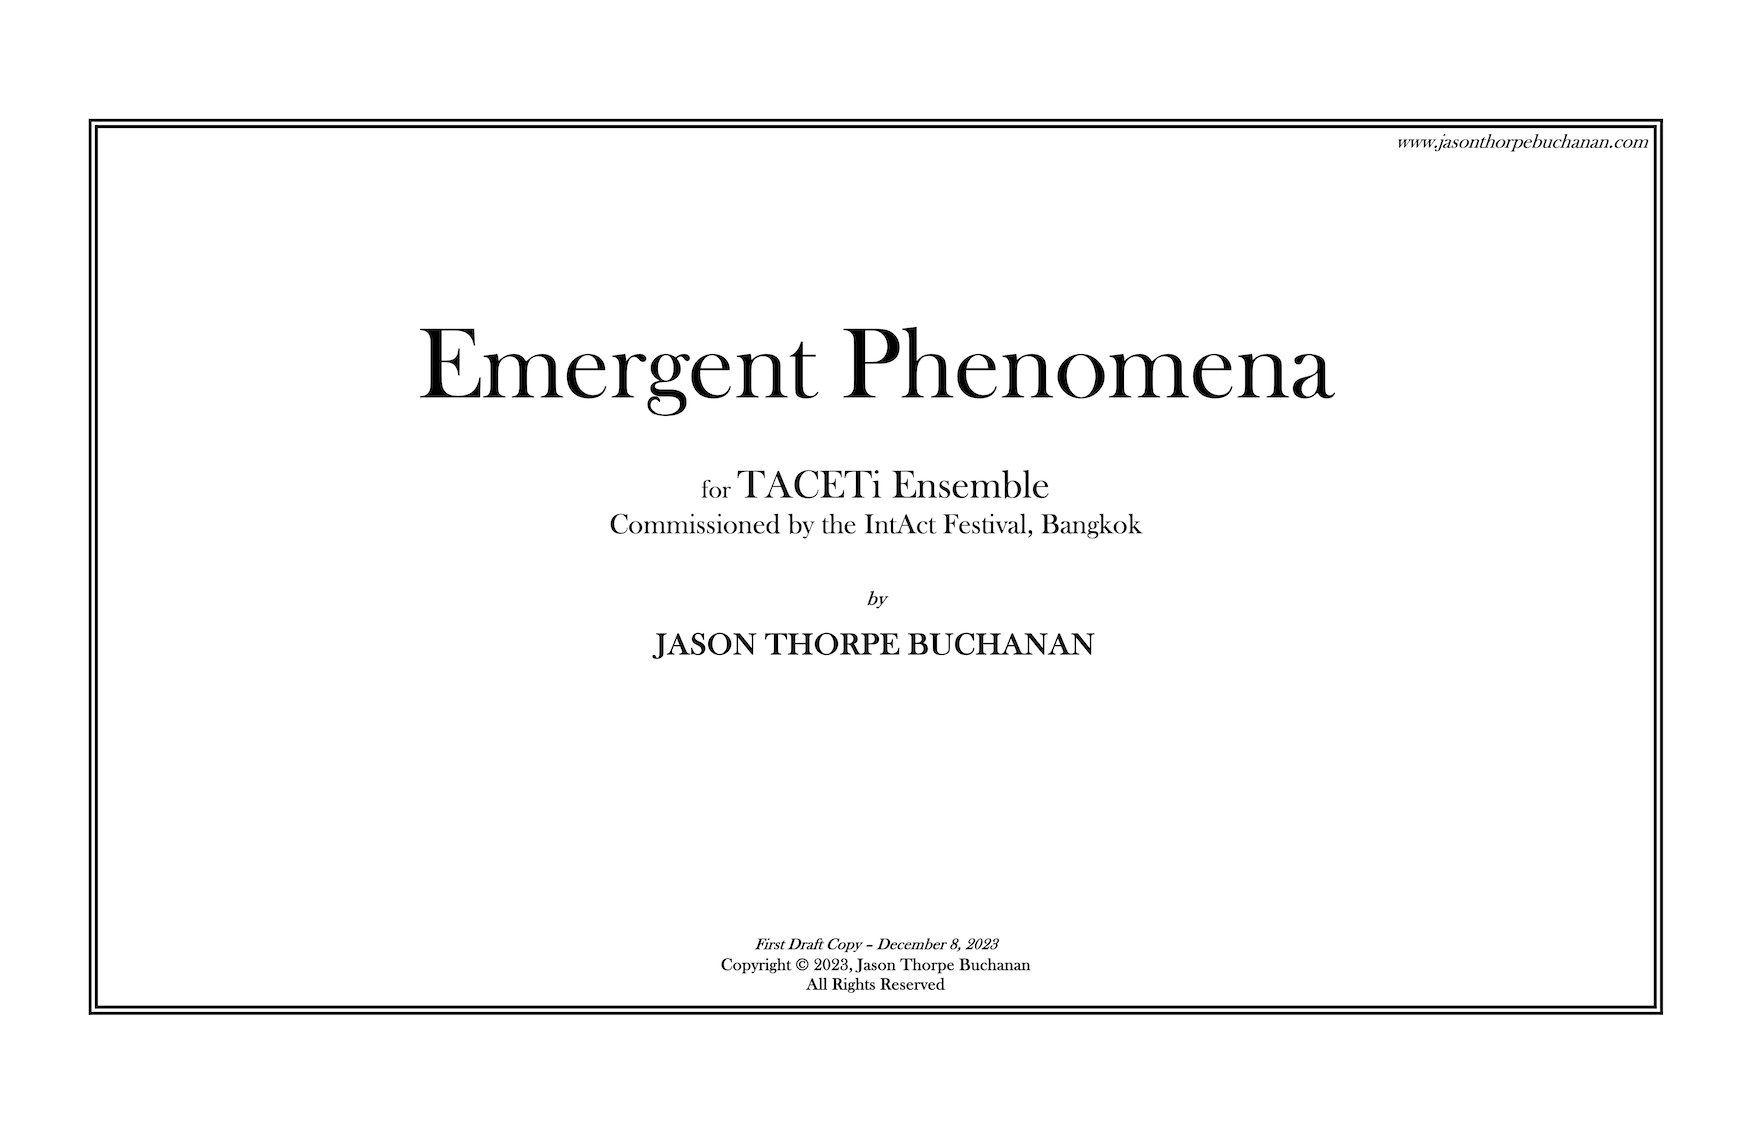 www.jasonthorpebuchanan.com
Emergent Phenomena
for TACETi Ensemble
Commissioned by the IntAct Festival, Bangkok
by
JASON THORPE BUCHANAN
First Draft Copy – December 8, 2023
Copyright © 2023, Jason Thorpe Buchanan
All Rights Reserved